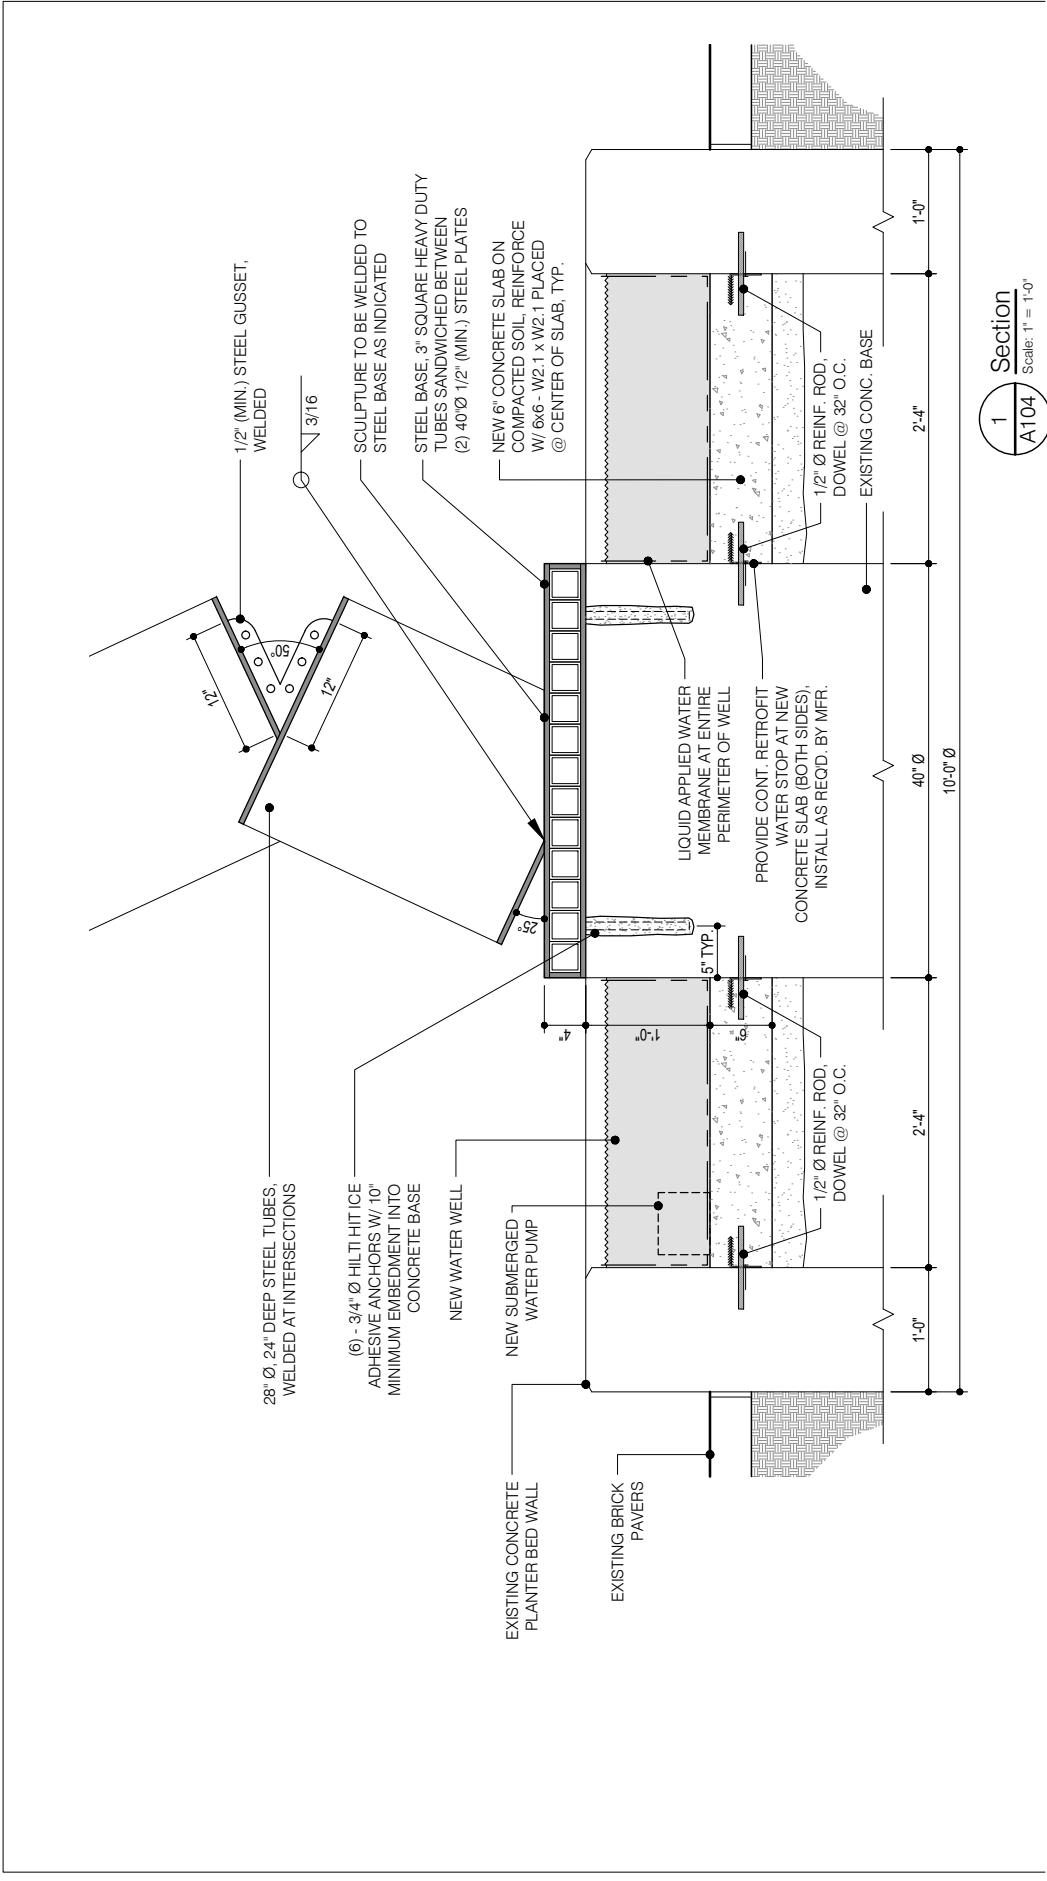 28" Ø, 24" DEEP STEEL TUBES,
WELDED AT INTERSECTIONS
(6) - 3/4" Ø HILTI HIT ICE
ADHESIVE ANCHORS W/ 10"
MINIMUM EMBEDMENT INTO
CONCRETE BASE
NEW WATER WELL
NEW SUBMERGED
WATER PUMP
EXISTING CONCRETE
PLANTER BED WALL
EXISTING BRICK
PAVERS
1/2" (MIN.) STEEL GUSSET,
WELDED
3/16
SCULPTURE TO BE WELDED TO
STEEL BASE AS INDICATED
STEEL BASE, 3" SQUARE HEAVY DUTY
TUBES SANDWICHED BETWEEN
(2) 40"Ø 1/2" (MIN.) STEEL PLATES
NEW 6" CONCRETE SLAB ON
COMPACTED SOIL, REINFORCE
W/ 6x6 - W2.1 x W2.1 PLACED
@ CENTER OF SLAB, TYP.
12"
50°
12"
25°
4"
1'-0"
6"
5" TYP.
LIQUID APPLIED WATER
MEMBRANE AT ENTIRE
PERIMETER OF WELL
PROVIDE CONT. RETROFIT
WATER STOP AT NEW
CONCRETE SLAB (BOTH SIDES),
INSTALL AS REQ'D. BY MFR.
1/2" Ø REINF. ROD,
DOWEL @ 32" O.C.
1/2" Ø REINF. ROD,
DOWEL @ 32" O.C.
EXISTING CONC. BASE
1'-0"
2'-4"
40" Ø
2'-4"
1'-0"
10'-0" Ø
1
A104
Section
Scale: 1" = 1'-0"